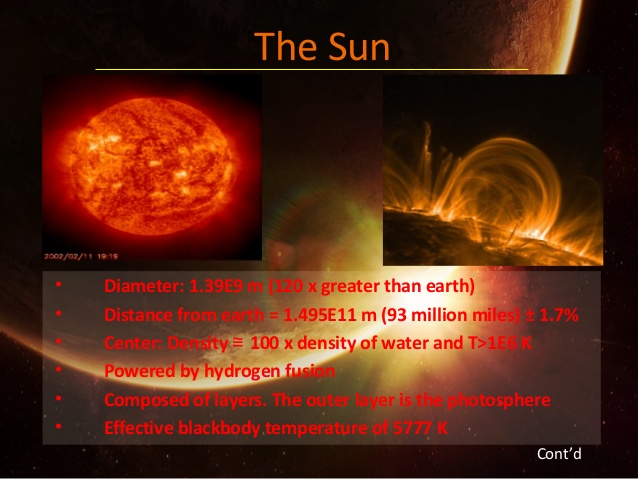 The Sun
2002/02/11 19:19
• Diameter: 1.39E9 m (120 x greater than earth)
• Distance from earth = 1.495E11 m (93 million miles) ± 1.7%
• Center: Density ≅ 100 x density of water and T>1E6 K
• Powered by hydrogen fusion
• Composed of layers. The outer layer is the photosphere
• Effective blackbody temperature of 5777 K
Cont’d